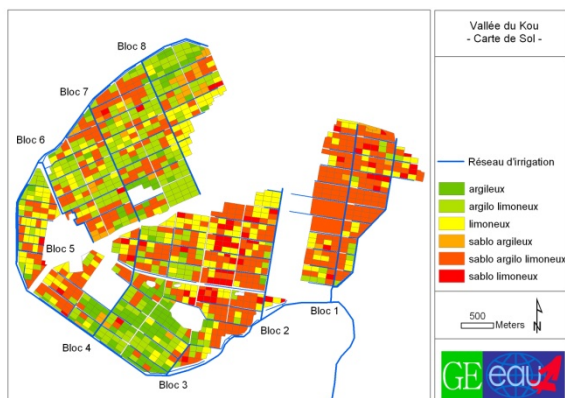 Vallée du Kou
- Carte de Sol -
Bloc 8
Bloc 7
Bloc 6
Bloc 5
Bloc 4
Bloc 3
Bloc 2
Bloc 1
Réseau d'irrigation
argileux
argilo limoneux
limoneux
sablo argileux
sablo argilo limoneux
sablo limoneux
500
Meters
N
GE eau